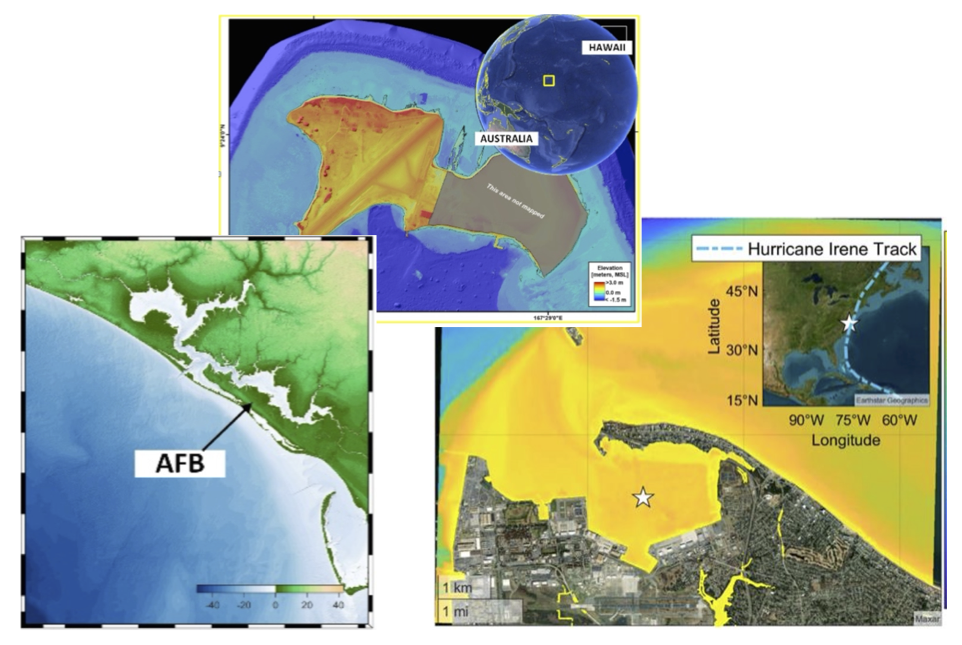 HAWAII
AUSTRALIA
This area not mapped
Elevation
[meters, MSL]
>3.0 m
0.0 m
< -1.5 m
167°29'0"E
AFB
-40 -20 0 20 40
Hurricane Irene Track
Latitude
45°N
30°N
15°N
Earthstar Geographics
90°W 75°W 60°W
Longitude
1 km
1 mi
Maxar